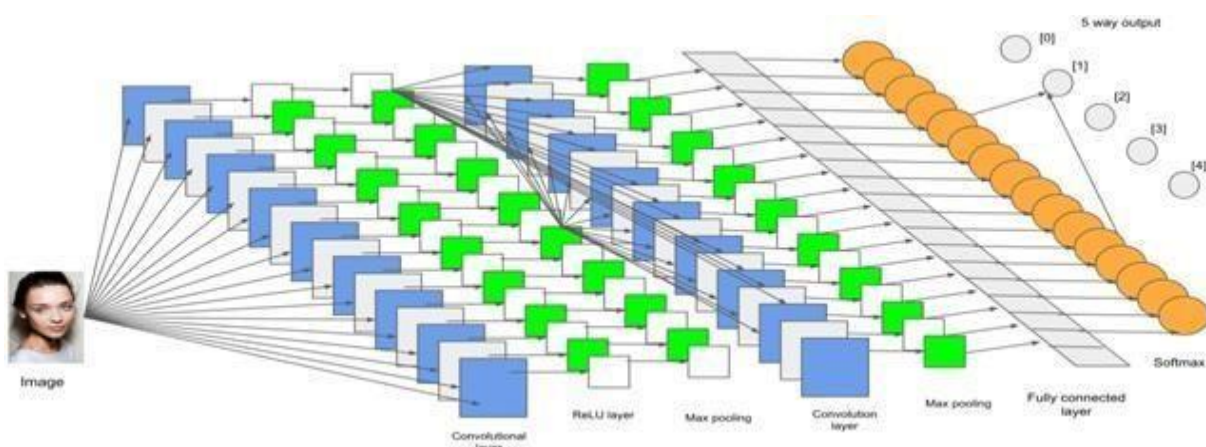 5 way output
[0]
[1]
[2]
[3]
[4]
Image
Softmax
ReLU layer
Max pooling
Convolution
layer
Max pooling
Fully connected
layer
Convolutional